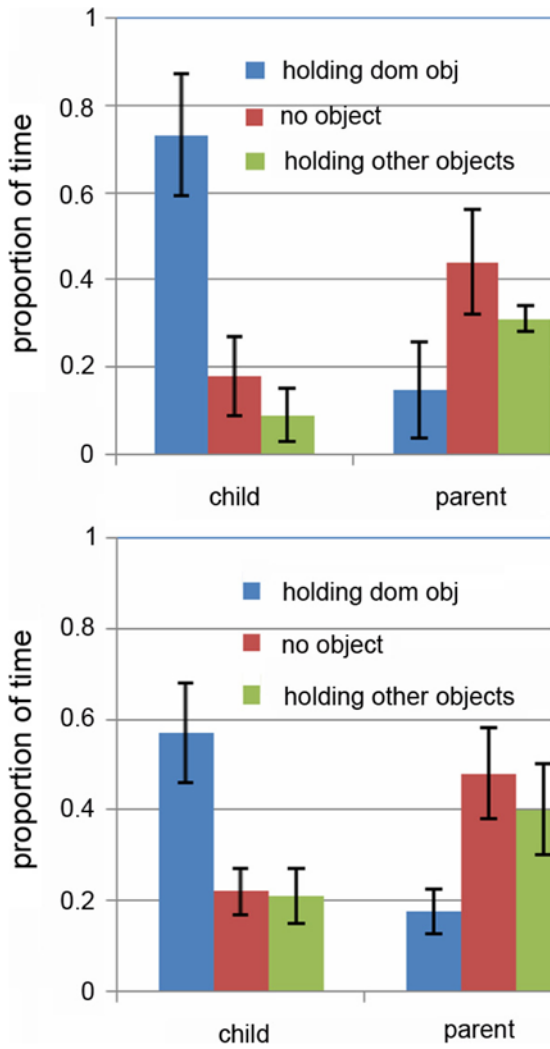 1
holding dom obj
0.8
no object
holding other objects
0.6
0.4
0.2
0
proportion of time
child parent
1
holding dom obj
0.8
no object
holding other objects
0.6
0.4
0.2
0
proportion of time
child parent